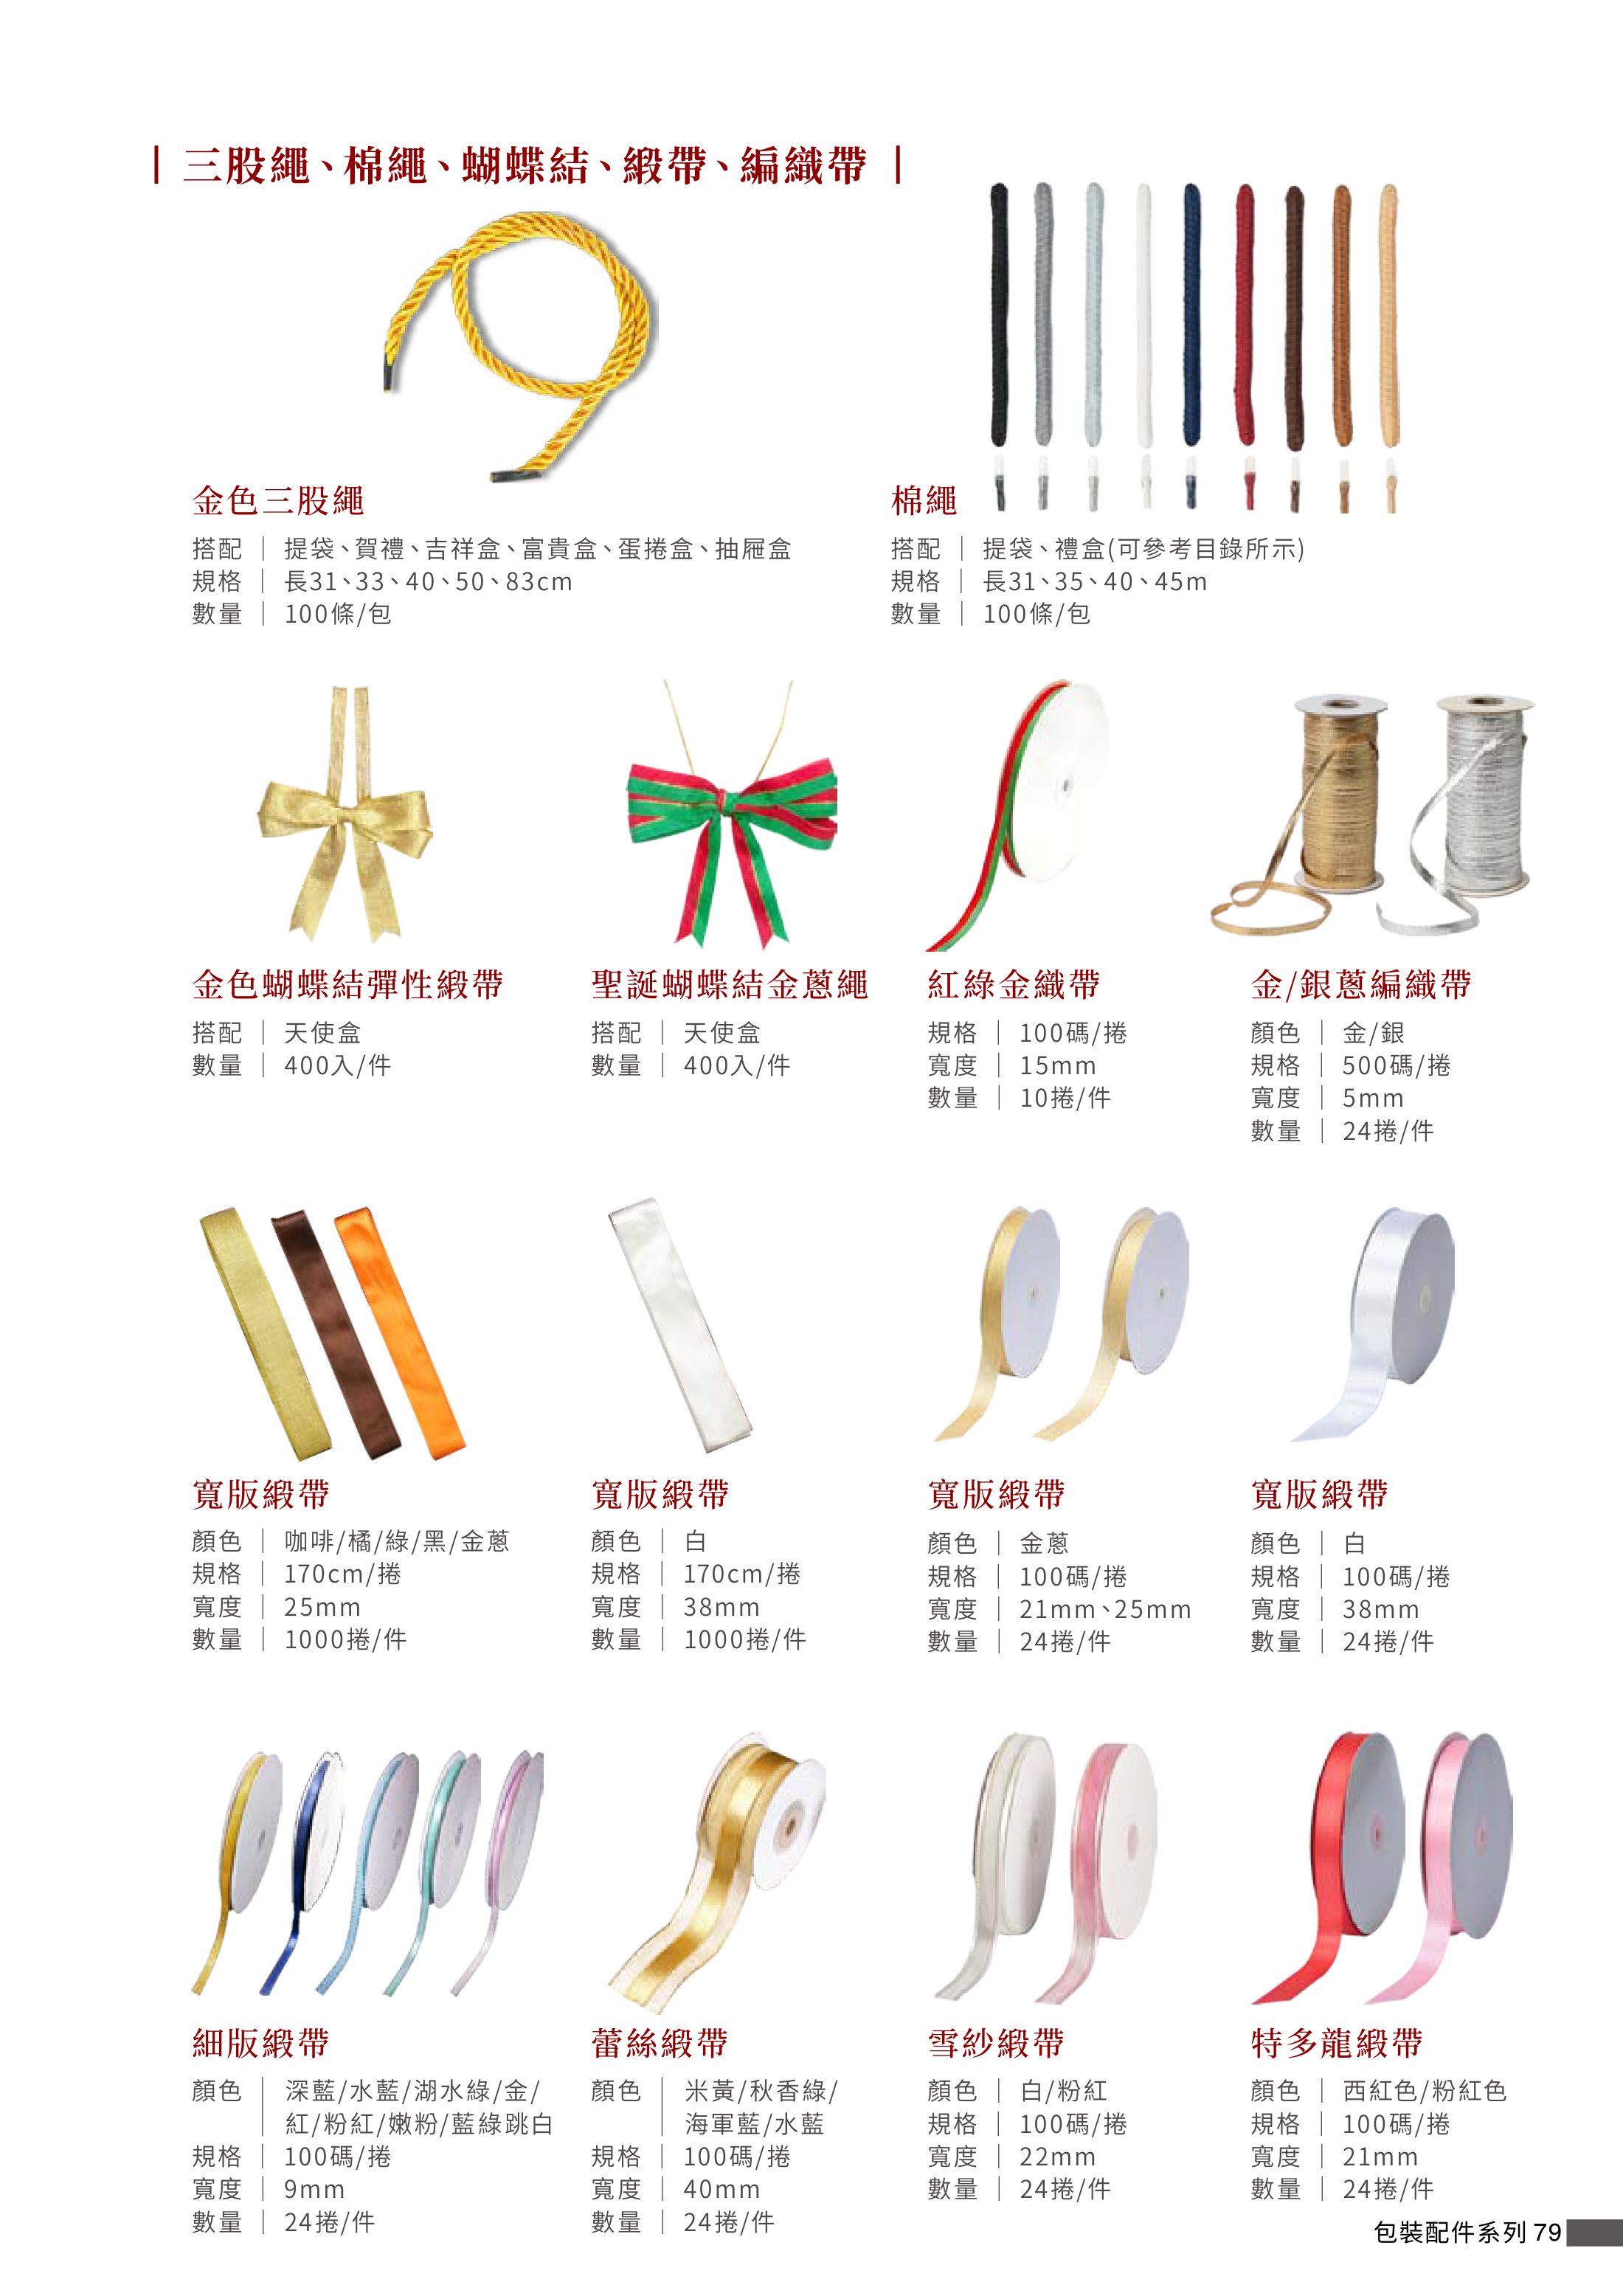 | 三股繩、棉繩、蝴蝶結、緞帶、編織帶 |
金色三股繩
搭配 | 提袋、賀禮、吉祥盒、富貴盒、蛋捲盒、抽屜盒
規格 | 長31、33、40、50、83cm
數量 | 100條/包
棉繩
搭配 | 提袋、禮盒(可參考目錄所示)
規格 | 長31、35、40、45m
數量 | 100條/包
金色蝴蝶結彈性緞帶
搭配 | 天使盒
數量 | 400入/件
聖誕蝴蝶結金蔥繩
搭配 | 天使盒
數量 | 400入/件
紅綠金織帶
規格 | 100碼/捲
寬度 | 15mm
數量 | 10捲/件
金/銀蔥編織帶
顏色 | 金/銀
規格 | 500碼/捲
寬度 | 5mm
數量 | 24捲/件
寬版緞帶
顏色 | 咖啡/橘/綠/黑/金蔥
規格 | 170cm/捲
寬度 | 25mm
數量 | 1000捲/件
寬版緞帶
顏色 | 白
規格 | 170cm/捲
寬度 | 38mm
數量 | 1000捲/件
寬版緞帶
顏色 | 金蔥
規格 | 100碼/捲
寬度 | 21mm、25mm
數量 | 24捲/件
寬版緞帶
顏色 | 白
規格 | 100碼/捲
寬度 | 38mm
數量 | 24捲/件
細版緞帶
顏色 | 深藍/水藍/湖水綠/金/
紅/粉紅/嫩粉/藍綠跳白
規格 | 100碼/捲
寬度 | 9mm
數量 | 24捲/件
蕾絲緞帶
顏色 | 米黃/秋香綠/
海軍藍/水藍
規格 | 100碼/捲
寬度 | 40mm
數量 | 24捲/件
雪紗緞帶
顏色 | 白/粉紅
規格 | 100碼/捲
寬度 | 22mm
數量 | 24捲/件
特多龍緞帶
顏色 | 西紅色/粉紅色
規格 | 100碼/捲
寬度 | 21mm
數量 | 24捲/件
包裝配件系列 79